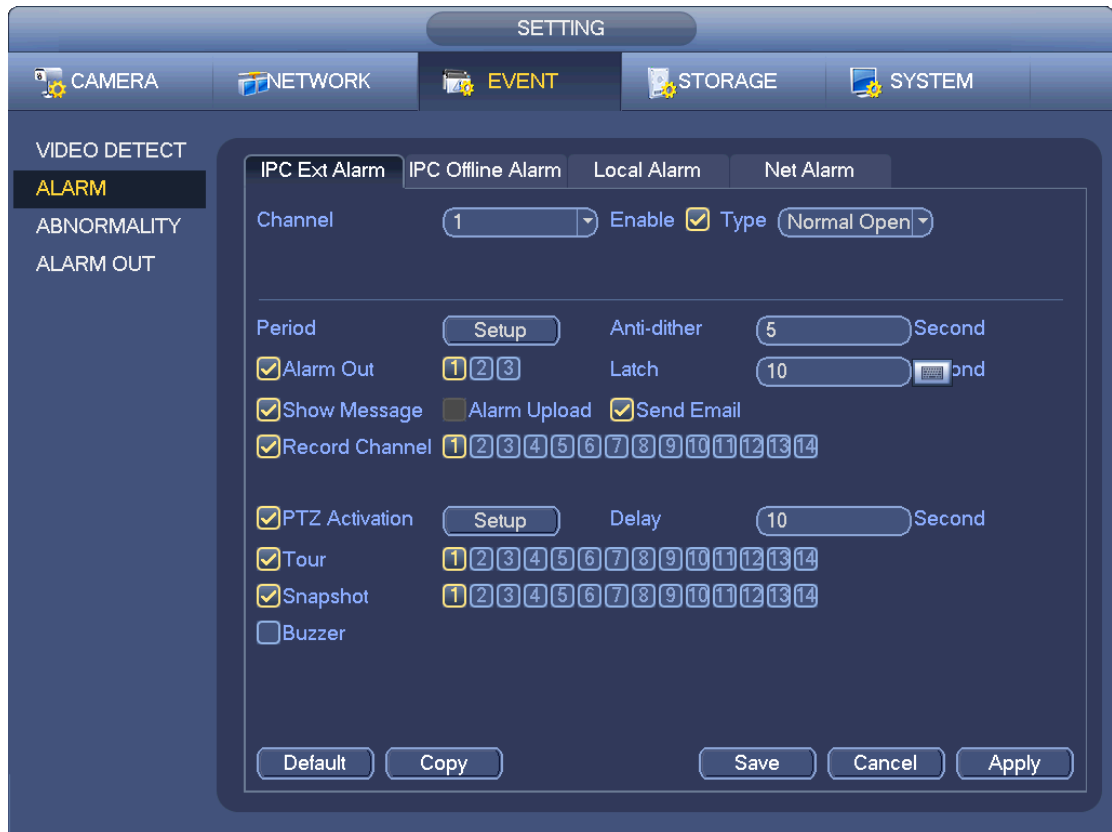 SETTING
CAMERA NETWORK EVENT STORAGE SYSTEM
VIDEO DETECT
ALARM
ABNORMALITY
ALARM OUT
IPC Ext Alarm IPC Offline Alarm Local Alarm Net Alarm
Channel 1 Enable Type Normal Open
Period Setup Anti-dither 5 Second
Alarm Out 1 2 3 Latch 10 ond
Show Message Alarm Upload Send Email
Record Channel 1 2 3 4 5 6 7 8 9 10 11 12 13 14
PTZ Activation Setup Delay 10 Second
Tour 1 2 3 4 5 6 7 8 9 10 11 12 13 14
Snapshot 1 2 3 4 5 6 7 8 9 10 11 12 13 14
Buzzer
Default Copy Save Cancel Apply